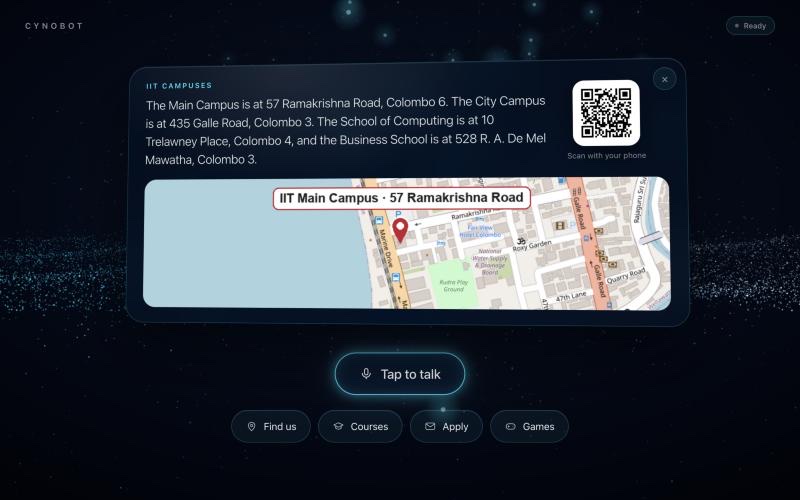 CYNOBOT
Ready
IIT CAMPUSES
The Main Campus is at 57 Ramakrishna Road, Colombo 6. The City Campus
is at 435 Galle Road, Colombo 3. The School of Computing is at 10
Trelawney Place, Colombo 4, and the Business School is at 528 R. A. De Mel
Mawatha, Colombo 3.
Scan with your phone
IIT Main Campus · 57 Ramakrishna Road
P
Marine Drive
Fair View
Hotel Colombo
Roxy Garden
National
Water Supply
& Drainage
Board
Rudra Play
Ground
Galle Road
Galle Road
Quarry Road
47th Lane
Tap to talk
Find us
Courses
Apply
Games